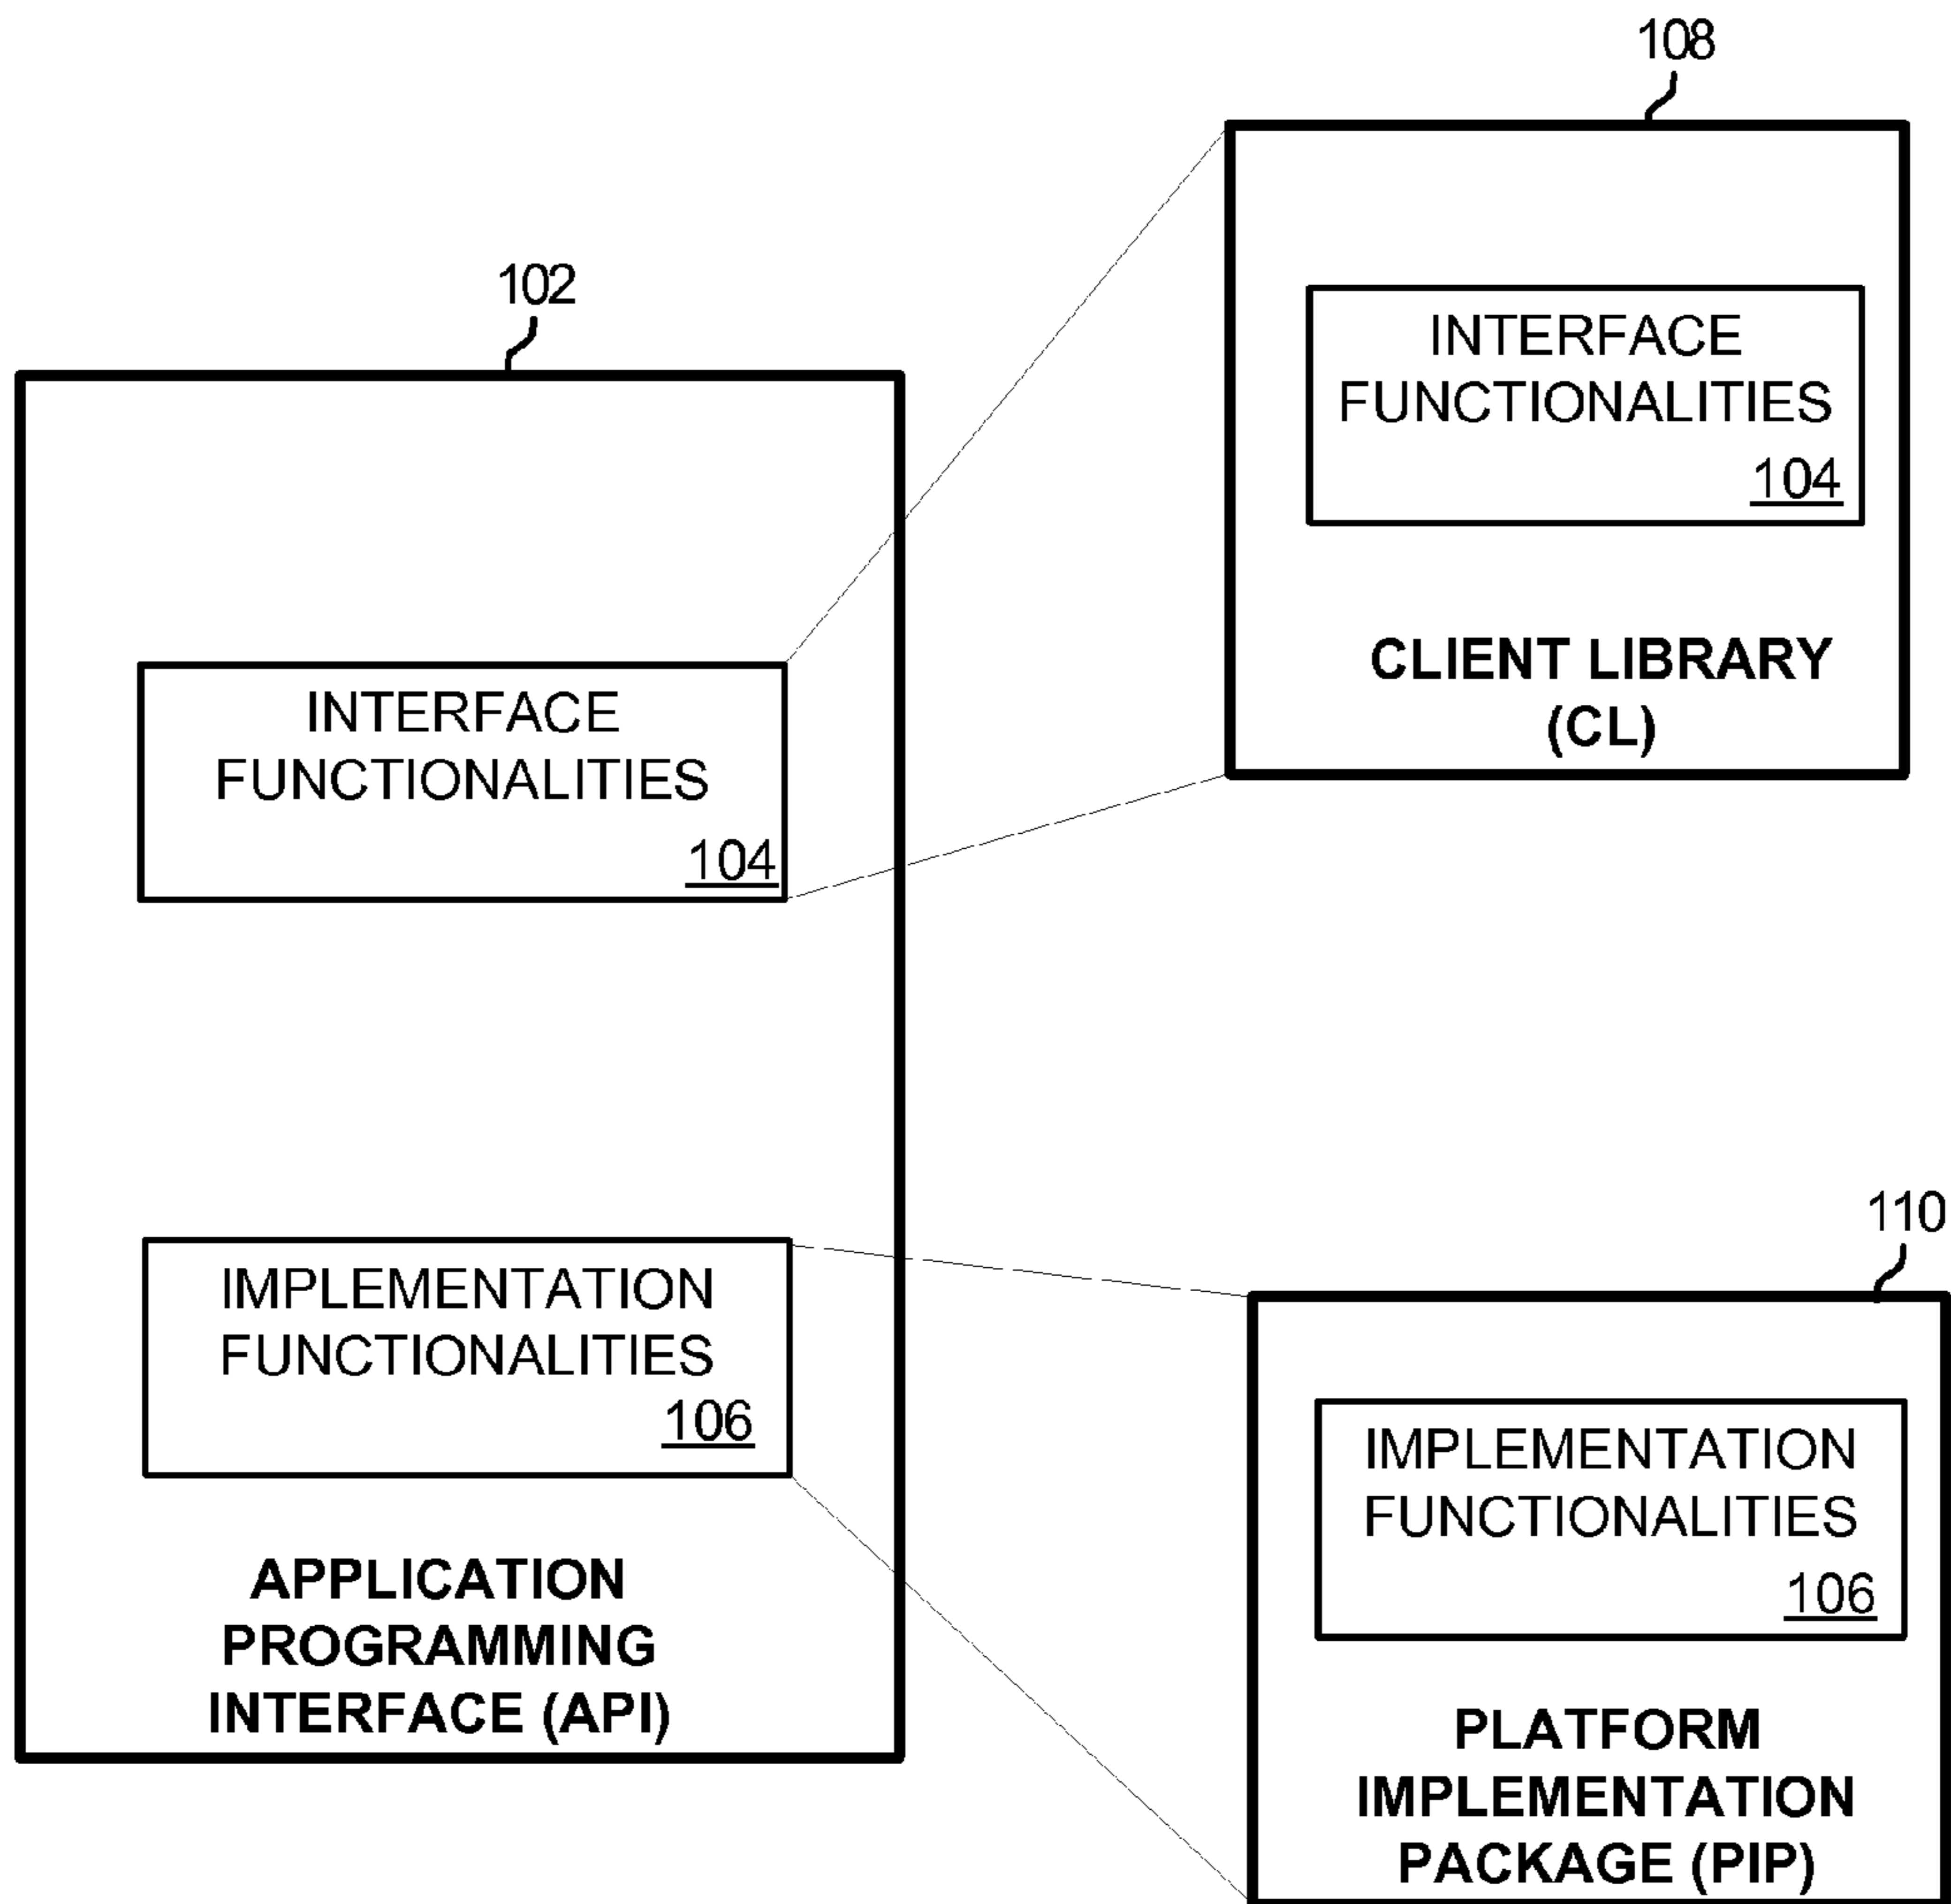 102
INTERFACE
FUNCTIONALITIES
104
IMPLEMENTATION
FUNCTIONALITIES
106
APPLICATION
PROGRAMMING
INTERFACE (API)
108
INTERFACE
FUNCTIONALITIES
104
CLIENT LIBRARY
(CL)
110
IMPLEMENTATION
FUNCTIONALITIES
106
PLATFORM
IMPLEMENTATION
PACKAGE (PIP)